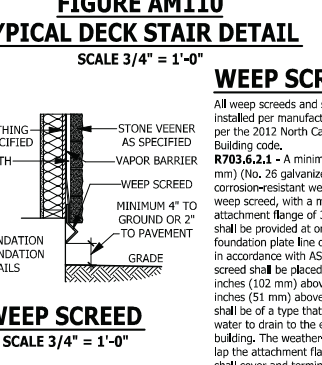 FIGURE AM110
TYPICAL DECK STAIR DETAIL
SCALE 3/4" = 1'-0"
WEEP SCR
All weep screeds and s
installed per manufact
per the 2012 North Ca
Building code.
R703.6.2.1 - A minim
mm) (No. 26 galvanize
corrosion-resistant we
weep screed, with a m
attachment flange of 3
shall be provided at or
foundation plate line o
in accordance with AS
screed shall be placed
inches (102 mm) abov
inches (51 mm) above
shall be of a type that
water to drain to the e
building. The weather
lap the attachment fla
shall cover and termin
THING
CIFIED
TH
STONE VEENER
AS SPECIFIED
VAPOR BARRIER
WEEP SCREED
MINIMUM 4" TO
GROUND OR 2"
TO PAVEMENT
GRADE
NDATION
NDATION
AILS
WEEP SCREED
SCALE 3/4" = 1'-0"